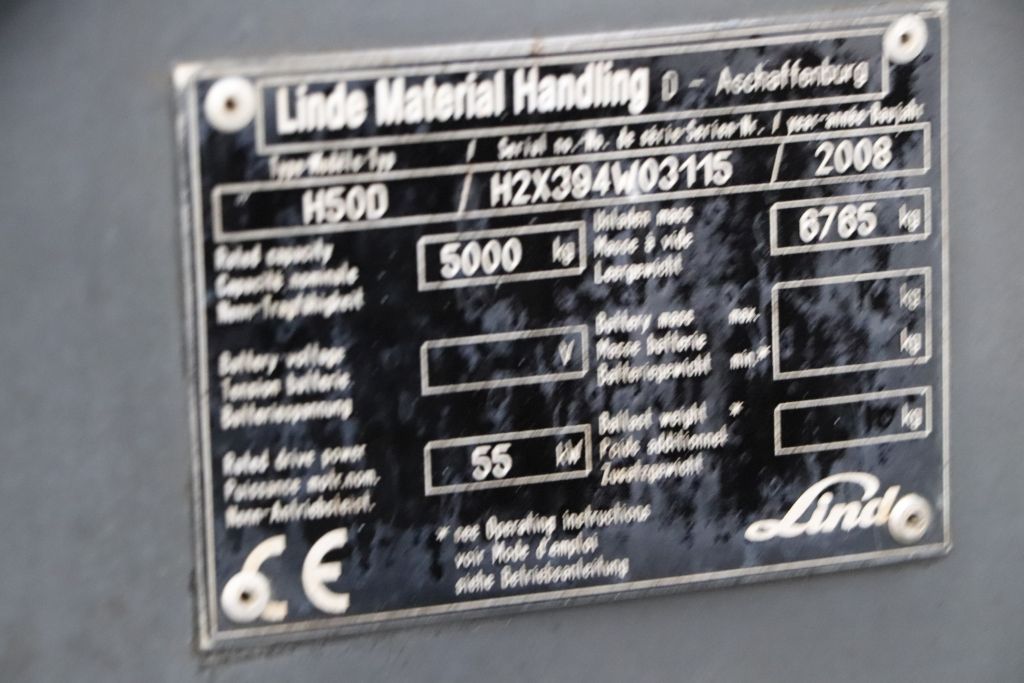 Linde Material Handling D - Aschaffenburg
Type-Modèle-Typ / Serial no./No. de série-Serien-Nr. / year-année-Baujahr
H50D / H2X394W03115 / 2008
Rated capacity
Capacité nominale
Nenn-Tragfähigkeit
5000 kg
Unladen mass
Masse à vide
Leergewicht
6765 kg
Battery voltage
Tension batterie
Batteriespannung
V
Battery mass max.
Masse batterie
Batteriegewicht min.*
kg
kg
Rated drive power
Puissance motr.nom.
Nenn-Antriebsleist.
55 kW
Ballast weight *
Poids additionnel
Zusatzgewicht
kg
* see Operating instructions
voir Mode d'emploi
siehe Betriebsanleitung
CE
Linde